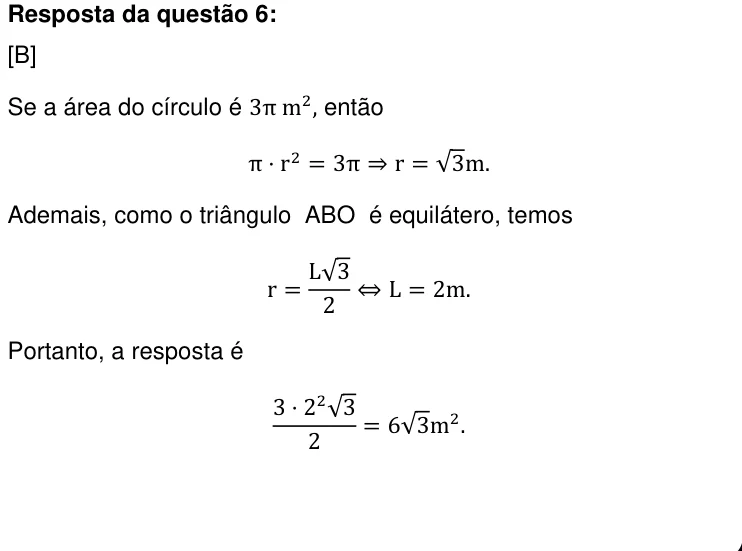 Resposta da questão 6:
[B]
Se a área do círculo é 3π m², então
π · r² = 3π ⇒ r = √3m.
Ademais, como o triângulo ABO é equilátero, temos
r = L√3/2 ⇔ L = 2m.
Portanto, a resposta é
3 · 2²√3/2 = 6√3m².